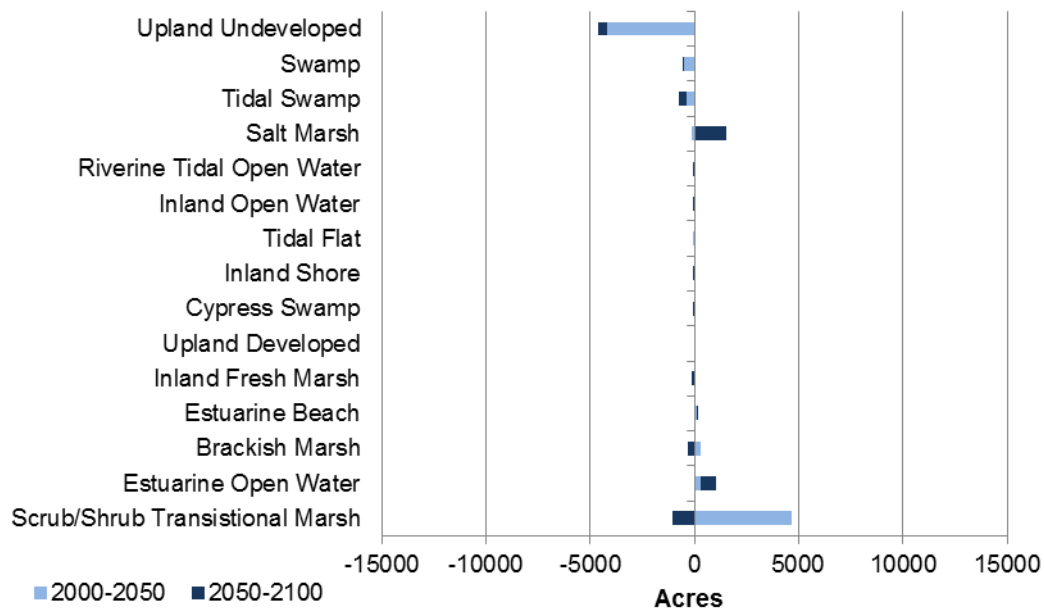 Upland Undeveloped
Swamp
Tidal Swamp
Salt Marsh
Riverine Tidal Open Water
Inland Open Water
Tidal Flat
Inland Shore
Cypress Swamp
Upland Developed
Inland Fresh Marsh
Estuarine Beach
Brackish Marsh
Estuarine Open Water
Scrub/Shrub Transistional Marsh
-15000 -10000 -5000 0 5000 10000 15000
2000-2050 2050-2100 Acres